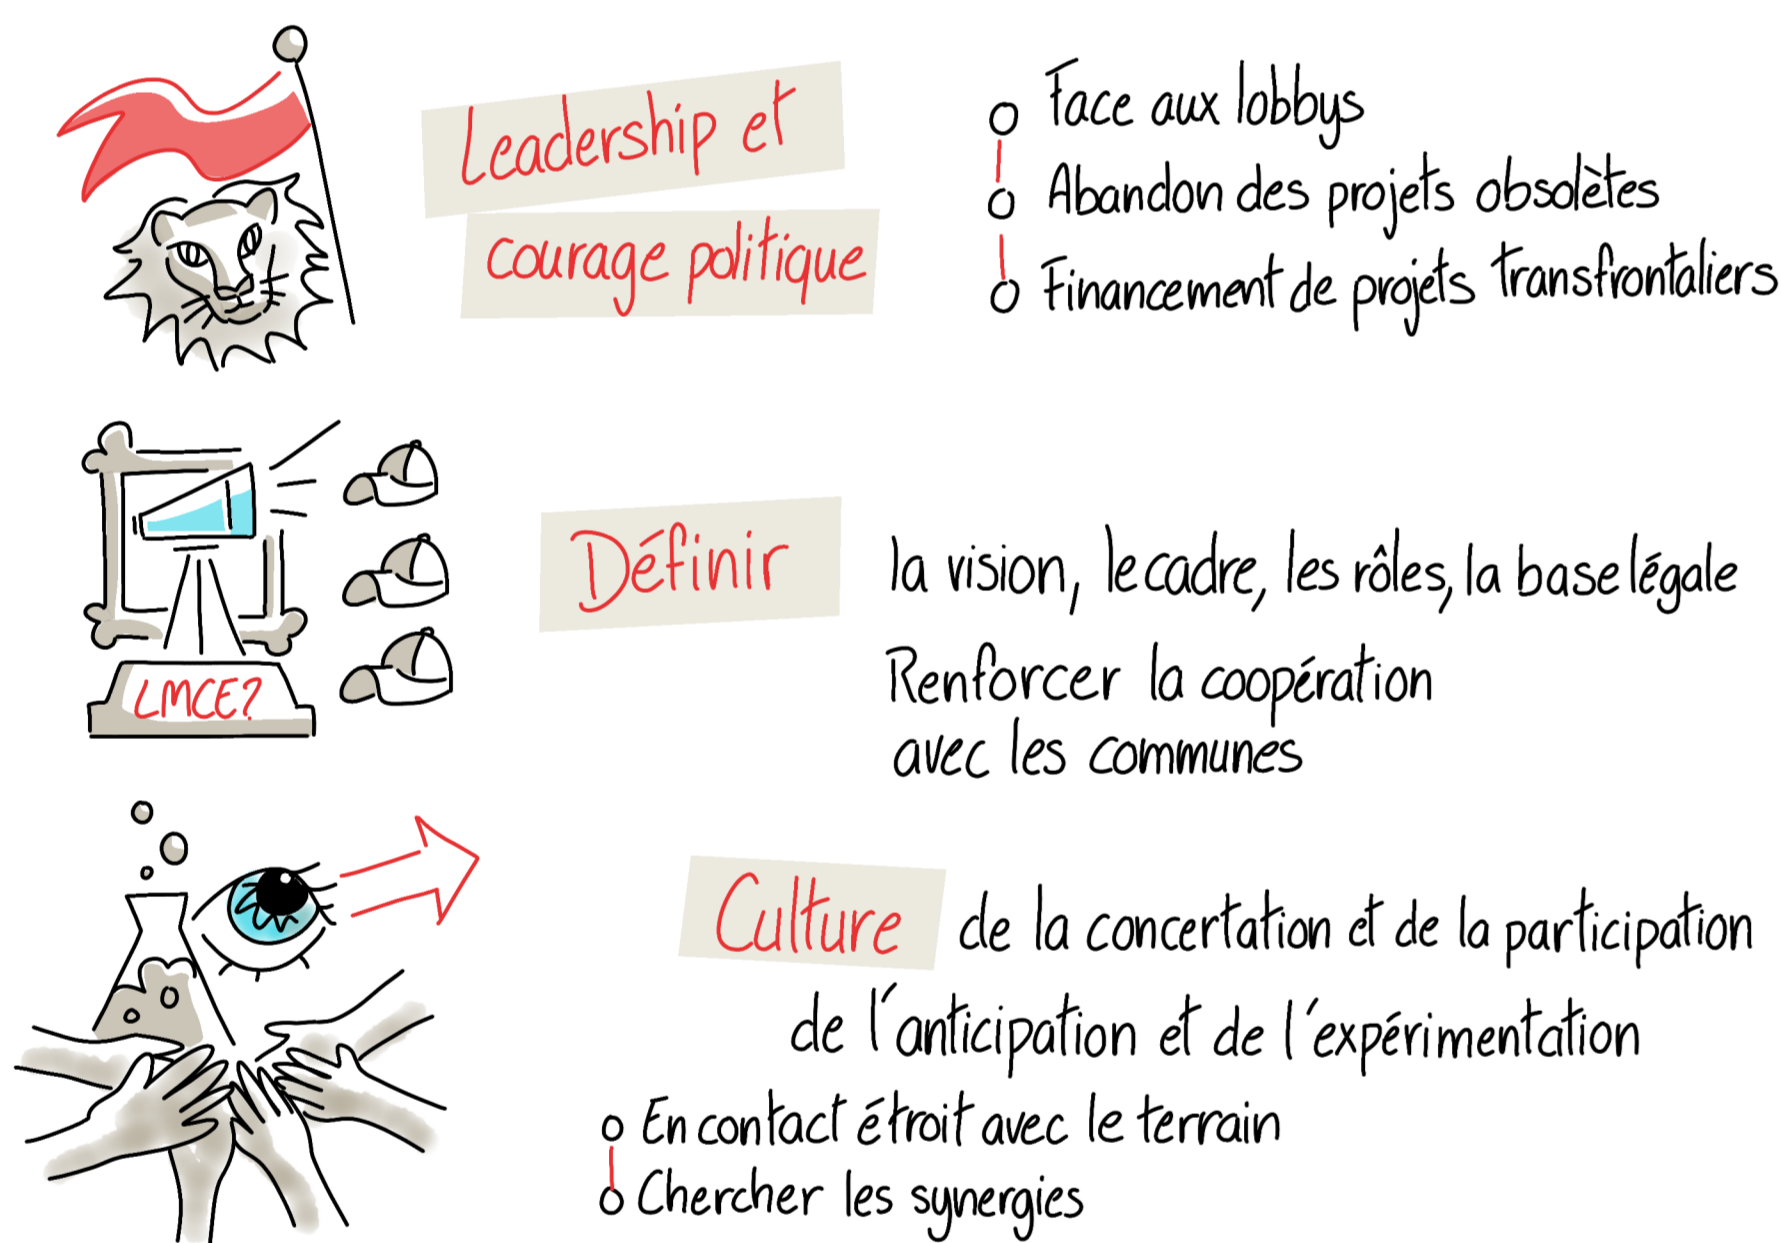 Leadership et
courage politique
Face aux lobbys
Abandon des projets obsolètes
Financement de projets transfrontaliers
LMCE?
Définir
la vision, le cadre, les rôles, la base légale
Renforcer la coopération
avec les communes
Culture de la concertation et de la participation
de l'anticipation et de l'expérimentation
En contact étroit avec le terrain
Chercher les synergies